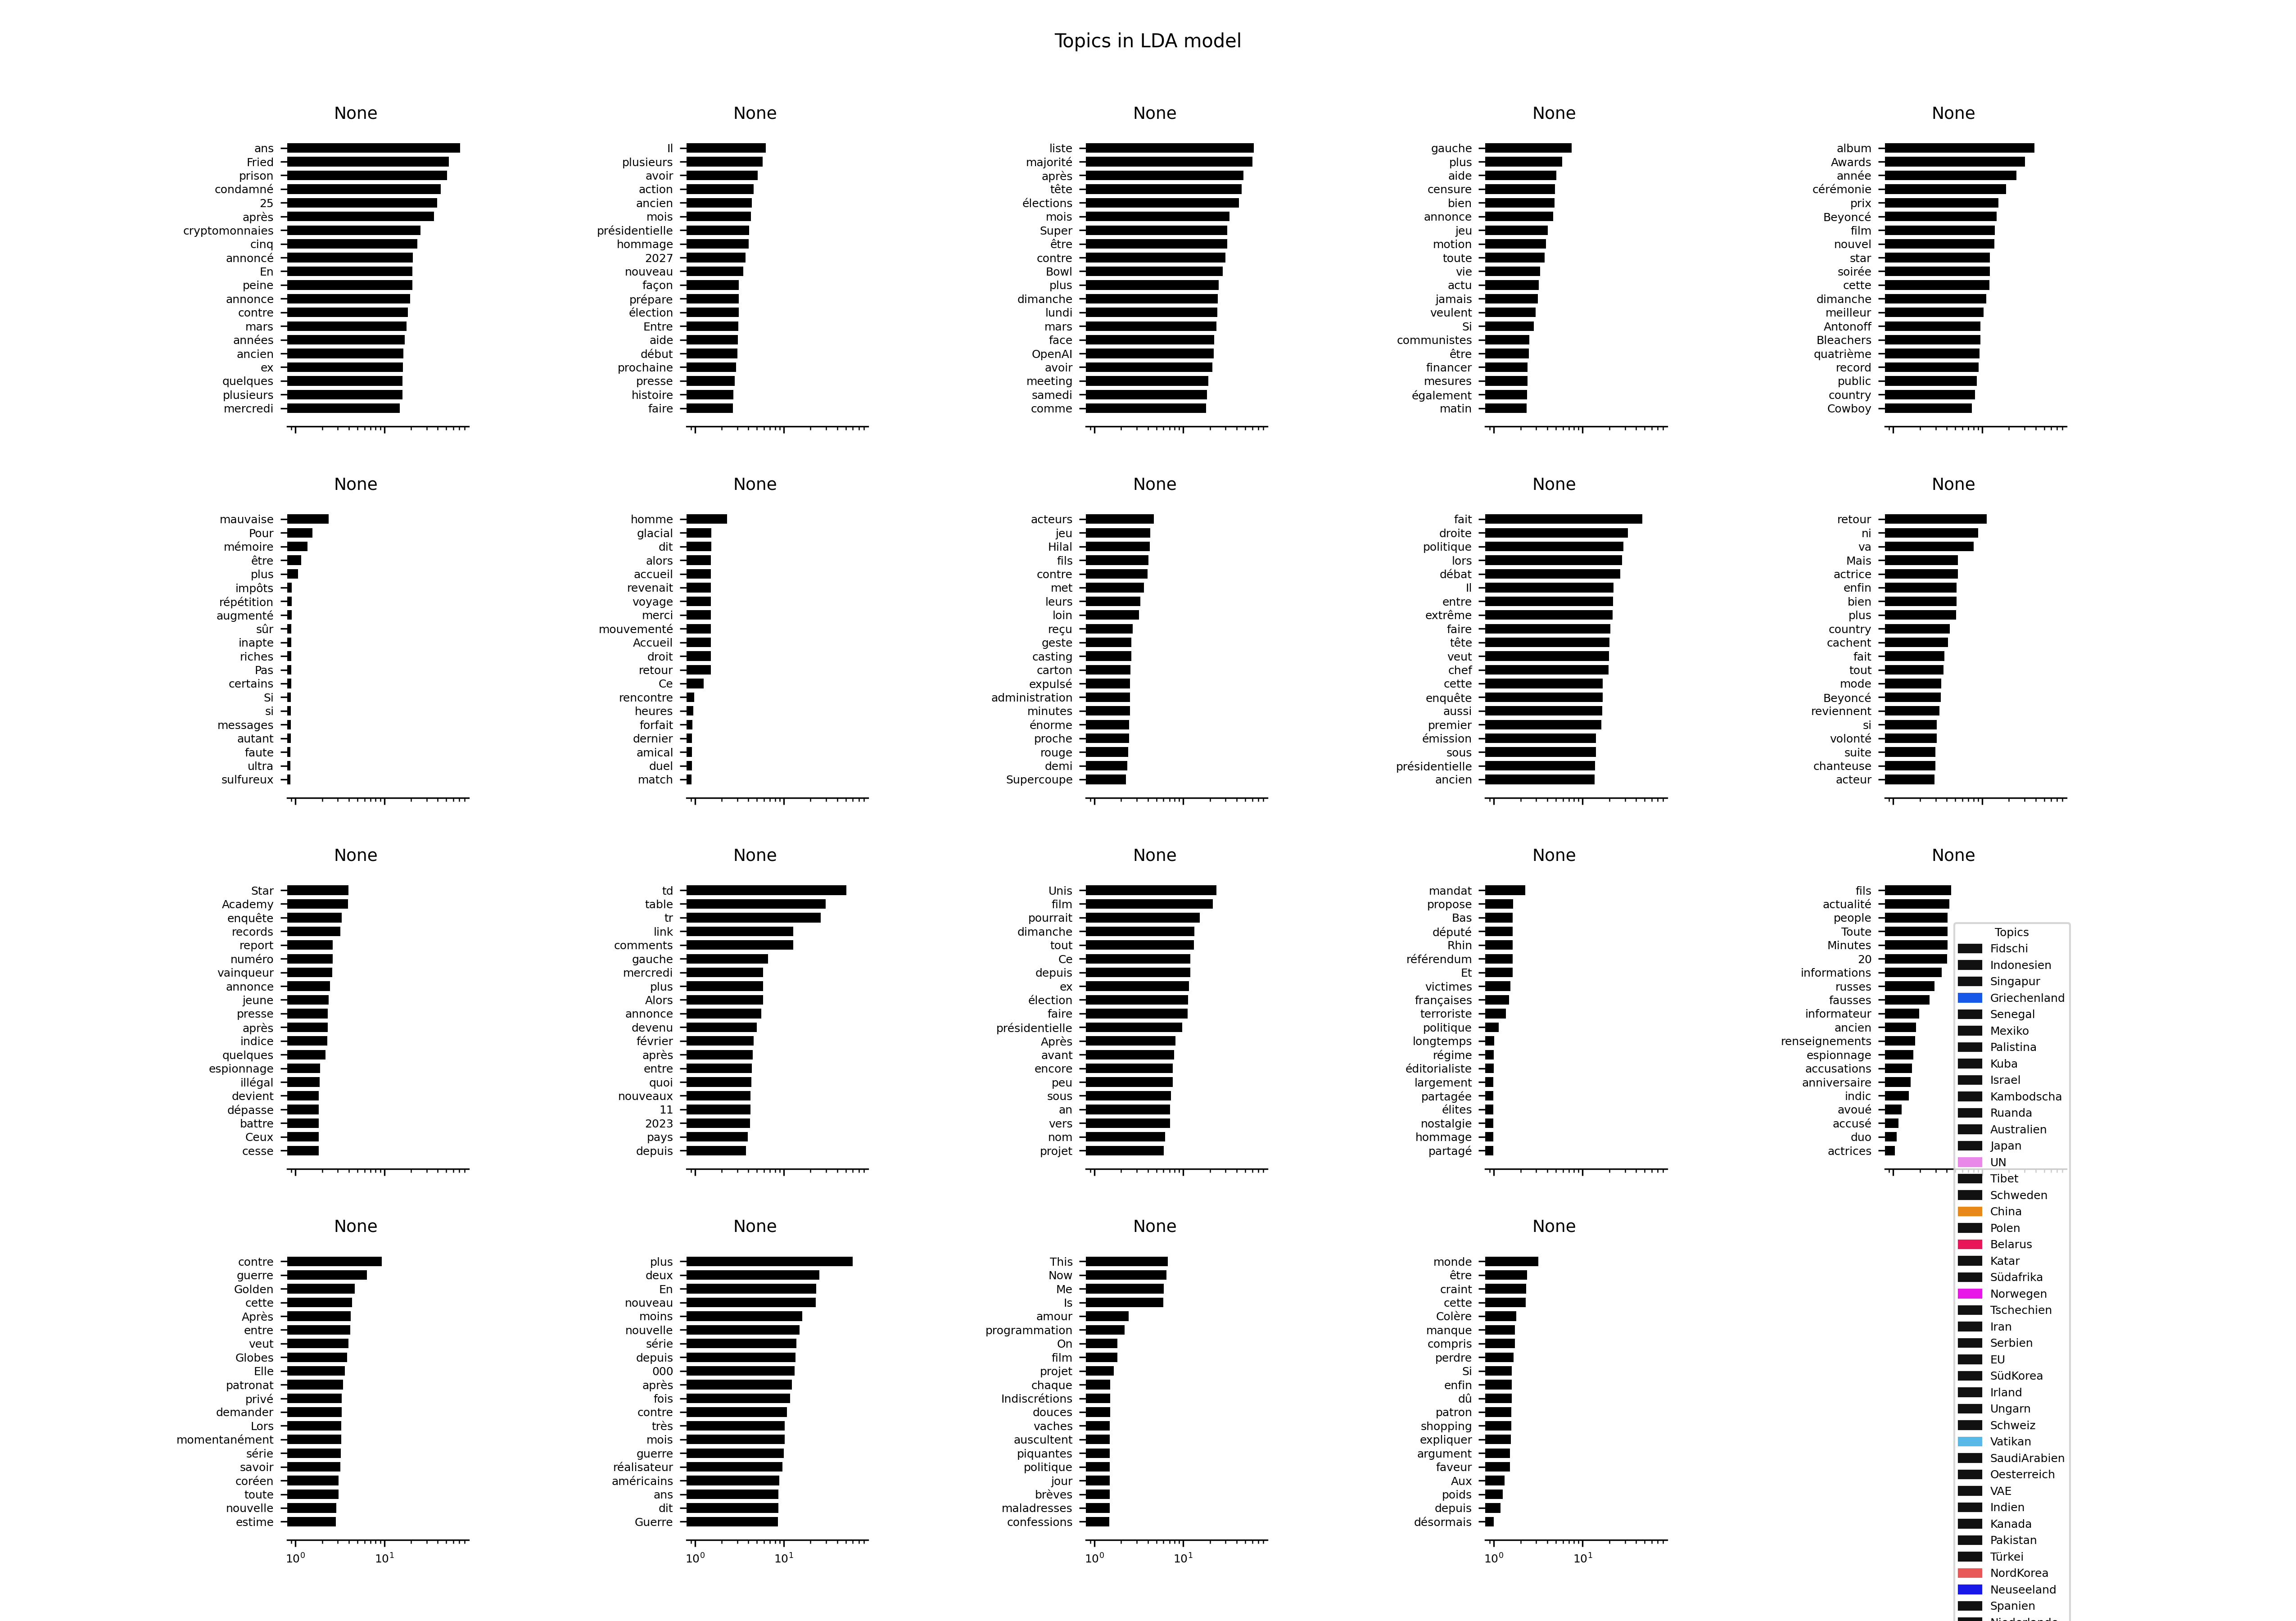 Topics in LDA model
None
ans
Fried
prison
condamné
25
après
cryptomonnaies
cinq
annoncé
En
peine
annonce
contre
mars
années
ancien
ex
quelques
plusieurs
mercredi
None
Il
plusieurs
avoir
action
ancien
mois
présidentielle
hommage
2027
nouveau
façon
prépare
élection
Entre
aide
début
prochaine
presse
histoire
faire
None
liste
majorité
après
tête
élections
mois
Super
être
contre
Bowl
plus
dimanche
lundi
mars
face
OpenAI
avoir
meeting
samedi
comme
None
gauche
plus
aide
censure
bien
annonce
jeu
motion
toute
vie
actu
jamais
veulent
Si
communistes
être
financer
mesures
également
matin
None
album
Awards
année
cérémonie
prix
Beyoncé
film
nouvel
star
soirée
cette
dimanche
meilleur
Antonoff
Bleachers
quatrième
record
public
country
Cowboy
None
mauvaise
Pour
mémoire
être
plus
impôts
répétition
augmenté
sûr
inapte
riches
Pas
certains
Si
si
messages
autant
faute
ultra
sulfureux
None
homme
glacial
dit
alors
accueil
revenait
voyage
merci
mouvementé
Accueil
droit
retour
Ce
rencontre
heures
forfait
dernier
amical
duel
match
None
acteurs
jeu
Hilal
fils
contre
met
leurs
loin
reçu
geste
casting
carton
expulsé
administration
minutes
énorme
proche
rouge
demi
Supercoupe
None
fait
droite
politique
lors
débat
Il
entre
extrême
faire
tête
veut
chef
cette
enquête
aussi
premier
émission
sous
présidentielle
ancien
None
retour
ni
va
Mais
actrice
enfin
bien
plus
country
cachent
fait
tout
mode
Beyoncé
reviennent
si
volonté
suite
chanteuse
acteur
None
Star
Academy
enquête
records
report
numéro
vainqueur
annonce
jeune
presse
après
indice
quelques
espionnage
illégal
devient
dépasse
battre
Ceux
cesse
None
td
table
tr
link
comments
gauche
mercredi
plus
Alors
annonce
devenu
février
après
entre
quoi
nouveaux
11
2023
pays
depuis
None
Unis
film
pourrait
dimanche
tout
Ce
depuis
ex
élection
faire
présidentielle
Après
avant
encore
peu
sous
an
vers
nom
projet
None
mandat
propose
Bas
député
Rhin
référendum
Et
victimes
françaises
terroriste
politique
longtemps
régime
éditorialiste
largement
partagée
élites
nostalgie
hommage
partagé
None
fils
actualité
people
Toute
Minutes
20
informations
russes
fausses
informateur
ancien
renseignements
espionnage
accusations
anniversaire
indic
avoué
accusé
duo
actrices
None
contre
guerre
Golden
cette
Après
entre
veut
Globes
Elle
patronat
privé
demander
Lors
momentanément
série
savoir
coréen
toute
nouvelle
estime
10⁰ 10¹
None
plus
deux
En
nouveau
moins
nouvelle
série
depuis
000
après
fois
contre
très
mois
guerre
réalisateur
américains
ans
dit
Guerre
10⁰ 10¹
None
This
Now
Me
Is
amour
programmation
On
film
projet
chaque
Indiscrétions
douces
vaches
auscultent
piquantes
politique
jour
brèves
maladresses
confessions
10⁰ 10¹
None
monde
être
craint
cette
Colère
manque
compris
perdre
Si
enfin
dû
patron
shopping
expliquer
argument
faveur
Aux
poids
depuis
désormais
10⁰ 10¹
Topics
Fidschi
Indonesien
Singapur
Griechenland
Senegal
Mexiko
Palistina
Kuba
Israel
Kambodscha
Ruanda
Australien
Japan
UN
Tibet
Schweden
China
Polen
Belarus
Katar
Südafrika
Norwegen
Tschechien
Iran
Serbien
EU
SüdKorea
Irland
Ungarn
Schweiz
Vatikan
SaudiArabien
Oesterreich
VAE
Indien
Kanada
Pakistan
Türkei
NordKorea
Neuseeland
Spanien